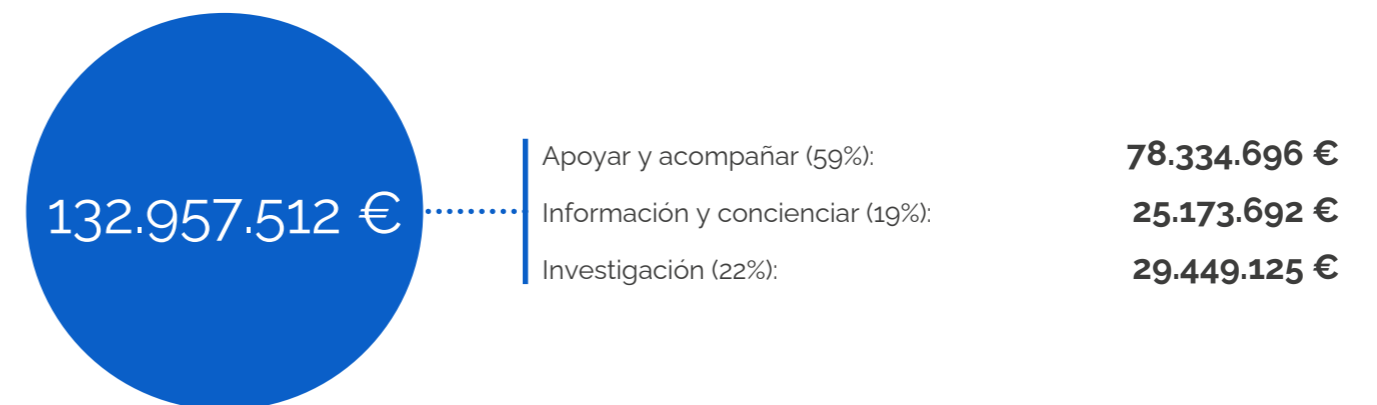 132.957.512 €
Apoyar y acompañar (59%): 78.334.696 €
Información y concienciar (19%): 25.173.692 €
Investigación (22%): 29.449.125 €